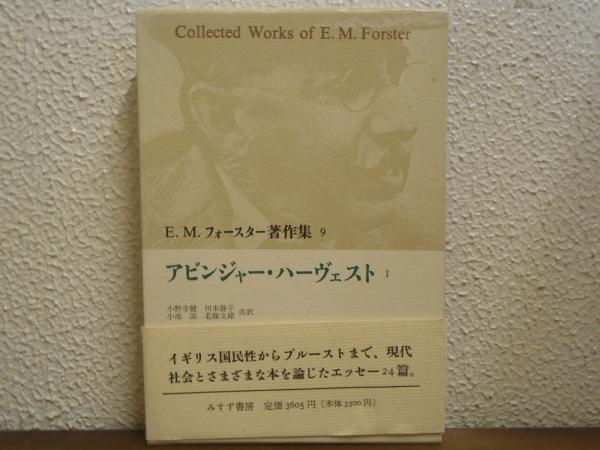 Collected Works of E. M. Forster
E. M. フォースター著作集 9
アビンジャー・ハーヴェスト I
小野寺健 川本静子
小池 滋 北條文緒 共訳
イギリス国民性からプルーストまで、現代
社会とさまざまな本を論じたエッセー24篇。
みすず書房 定価3605円(本体3500円)